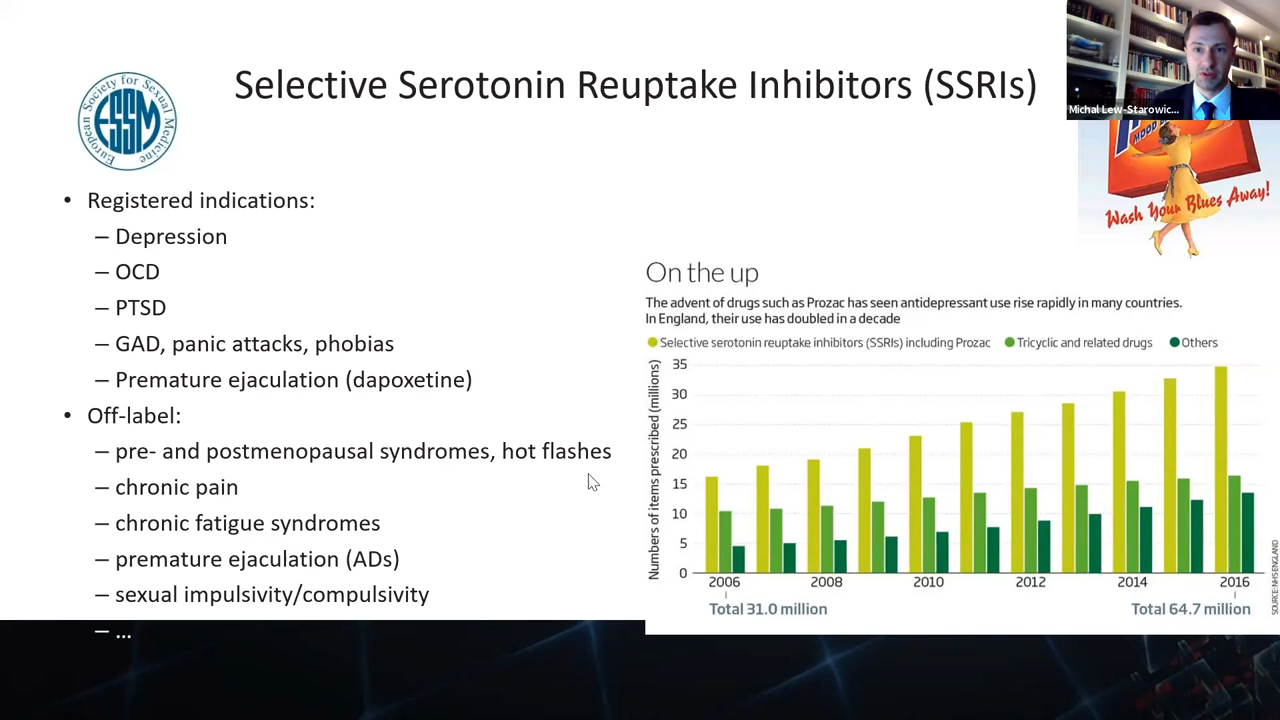 Selective Serotonin Reuptake Inhibitors (SSRIs)
European Society for Sexual Medicine
ESSM
Michal Lew-Starowic...
MOOD
Wash Your Blues Away!
• Registered indications:
– Depression
– OCD
– PTSD
– GAD, panic attacks, phobias
– Premature ejaculation (dapoxetine)
• Off-label:
– pre- and postmenopausal syndromes, hot flashes
– chronic pain
– chronic fatigue syndromes
– premature ejaculation (ADs)
– sexual impulsivity/compulsivity
– ...
On the up
The advent of drugs such as Prozac has seen antidepressant use rise rapidly in many countries.
In England, their use has doubled in a decade
Selective serotonin reuptake inhibitors (SSRIs) including Prozac Tricyclic and related drugs Others
Numbers of items prescribed (millions)
35
30
25
20
15
10
5
0
2006 2008 2010 2012 2014 2016
Total 31.0 million Total 64.7 million
SOURCE: NHS ENGLAND